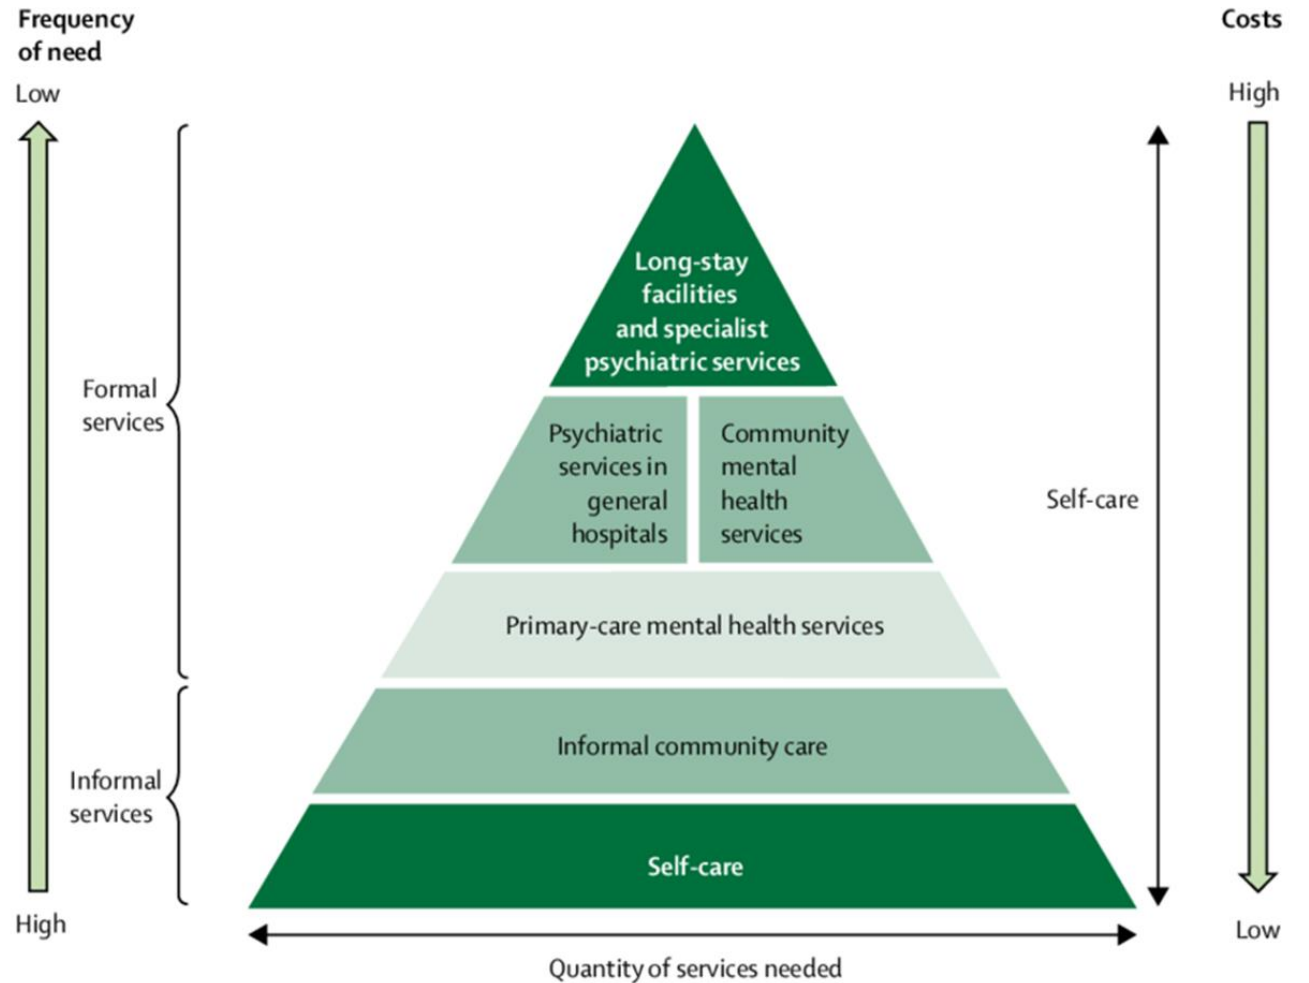 Frequency
of need
Costs
Low
High
Long-stay
facilities
and specialist
psychiatric services
Formal
services
Psychiatric
services in
general
hospitals
Community
mental
health
services
Self-care
Primary-care mental health services
Informal community care
Informal
services
Self-care
High
Low
Quantity of services needed